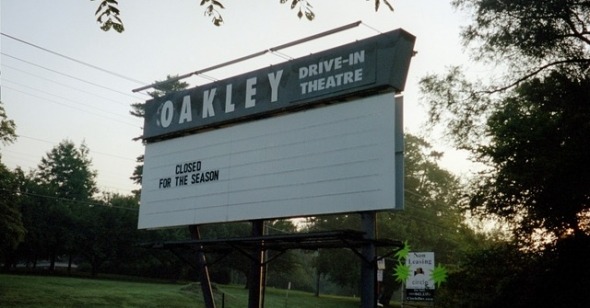 OAKLEY
DRIVE-IN
THEATRE
CLOSED
FOR THE SEASON
Now
Leasing